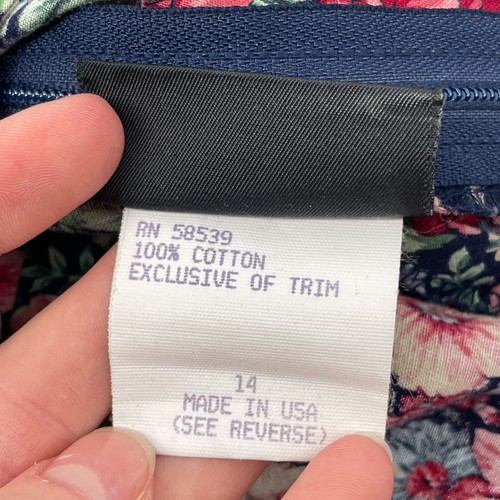 RN 58539
100% COTTON
EXCLUSIVE OF TRIM
14
MADE IN USA
(SEE REVERSE)